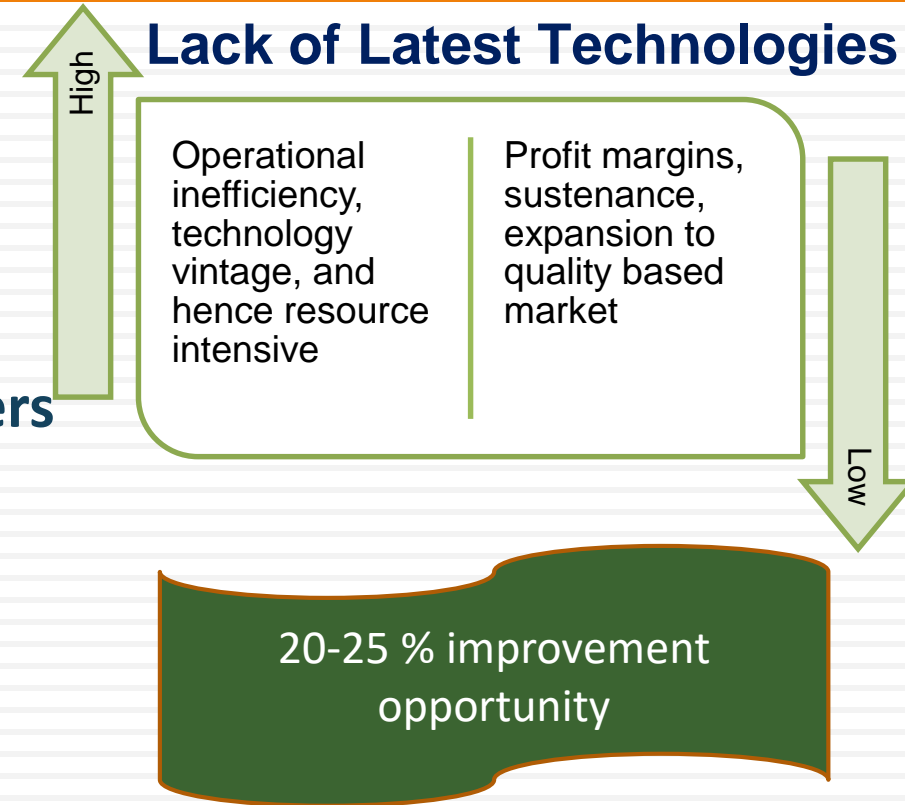 Lack of Latest Technologies
High
Operational
inefficiency,
technology
vintage, and
hence resource
intensive
Profit margins,
sustenance,
expansion to
quality based
market
Low
20-25 % improvement
opportunity